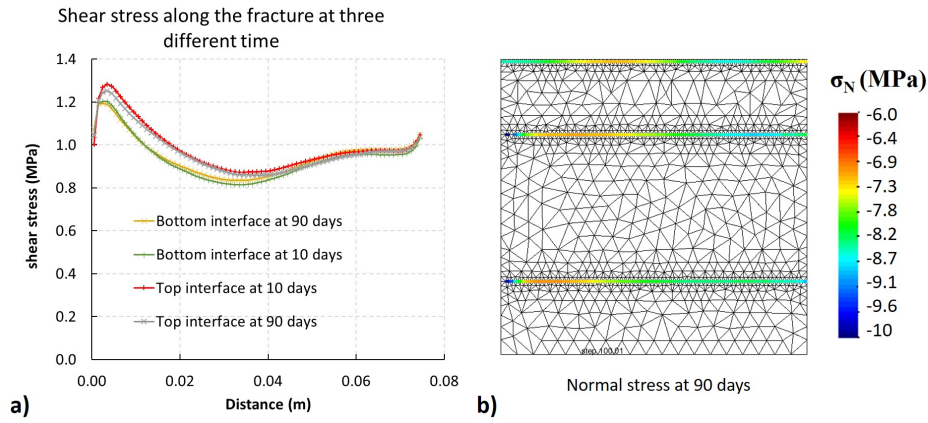 Shear stress along the fracture at three
different time
1.4
1.2
1.0
0.8
0.6
0.4
0.2
0.0
shear stress (MPa)
Bottom interface at 90 days
Bottom interface at 10 days
Top interface at 10 days
Top interface at 90 days
0.00
0.02
0.04
0.06
0.08
Distance (m)
a)
σN (MPa)
-6.0
-6.4
-6.9
-7.3
-7.8
-8.2
-8.7
-9.1
-9.6
-10
step 100.01
Normal stress at 90 days
b)